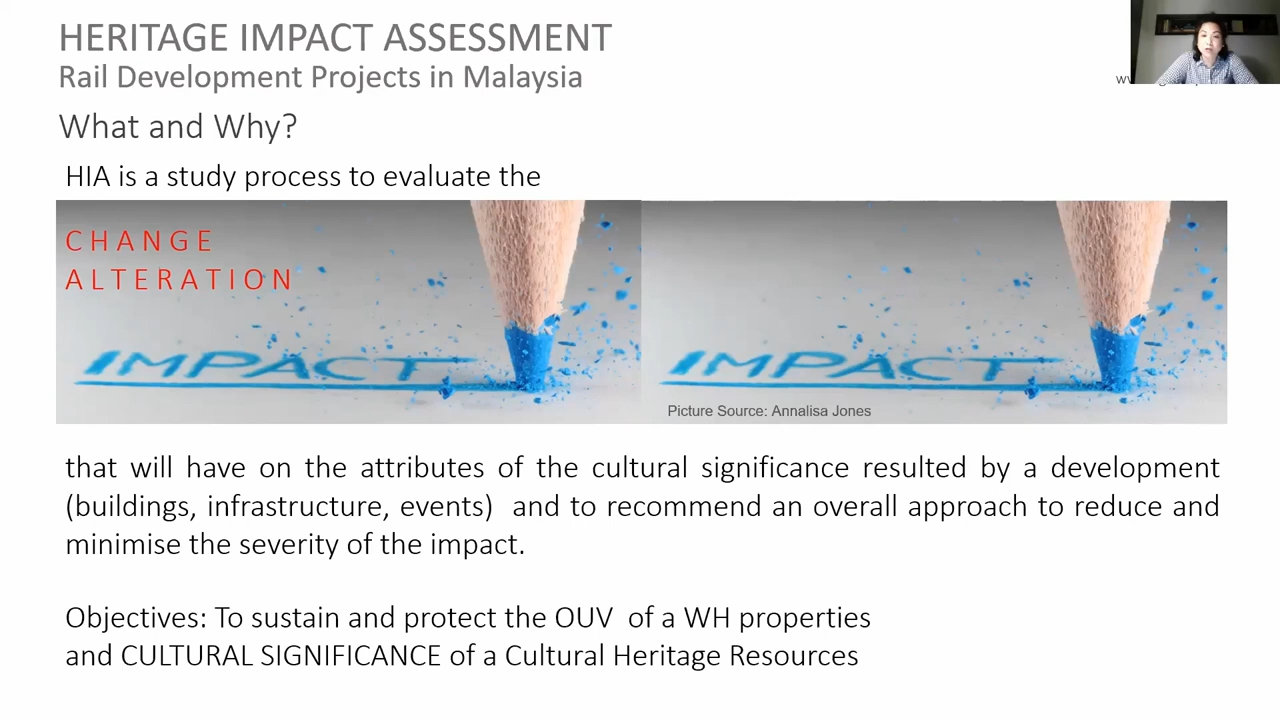 HERITAGE IMPACT ASSESSMENT
Rail Development Projects in Malaysia
What and Why?
HIA is a study process to evaluate the
CHANGE
ALTERATION
IMPACT
IMPACT
Picture Source: Annalisa Jones
that will have on the attributes of the cultural significance resulted by a development
(buildings, infrastructure, events) and to recommend an overall approach to reduce and
minimise the severity of the impact.
Objectives: To sustain and protect the OUV of a WH properties
and CULTURAL SIGNIFICANCE of a Cultural Heritage Resources